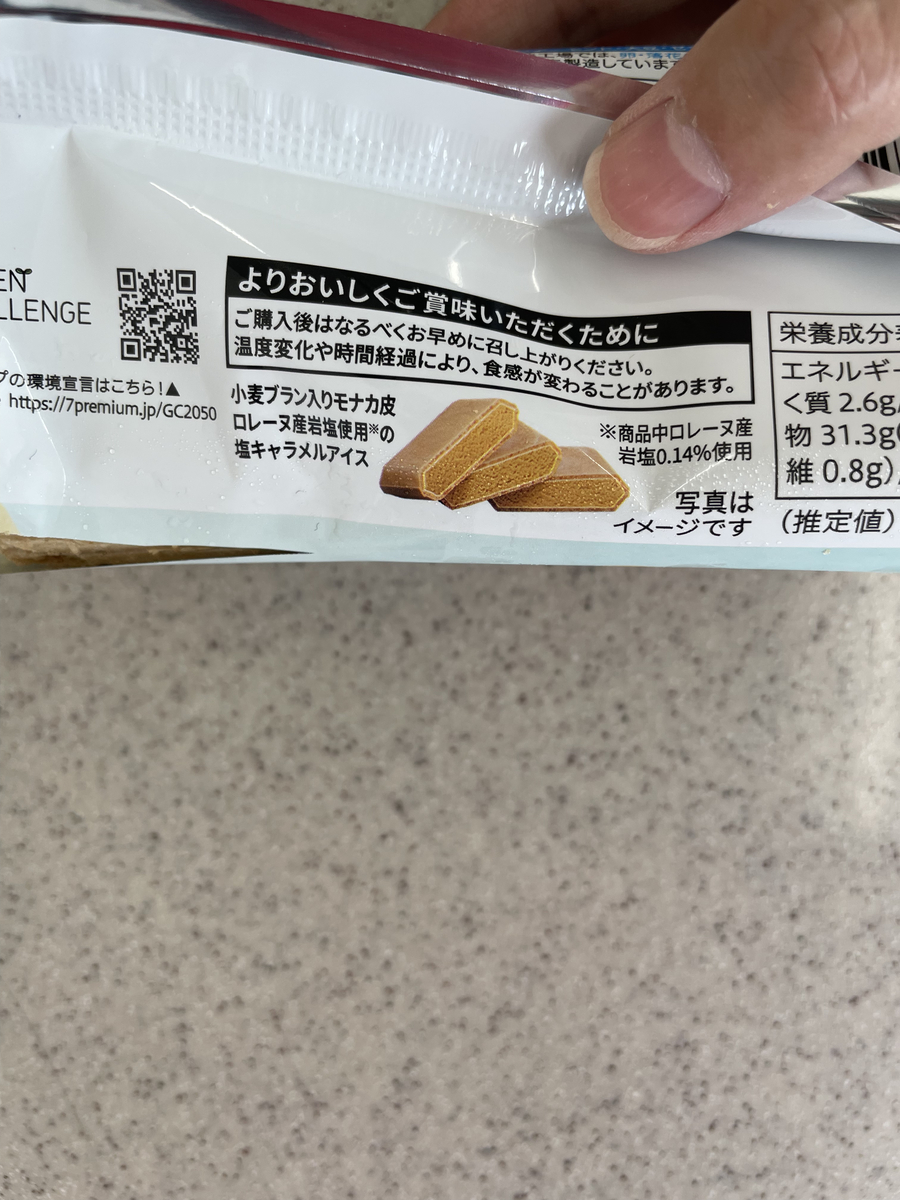 製造しています
EN
LLENGE
プの環境宣言はこちら!▲
https://7premium.jp/GC2050
よりおいしくご賞味いただくために
ご購入後はなるべくお早めに召し上がりください。
温度変化や時間経過により、食感が変わることがあります。
小麦ブラン入りモナカ皮
ロレーヌ産岩塩使用※の
塩キャラメルアイス
※商品中ロレーヌ産
岩塩0.14%使用
写真は
イメージです
栄養成分
エネルギー
く質 2.6g
物 31.3g(
維 0.8g)
(推定値)